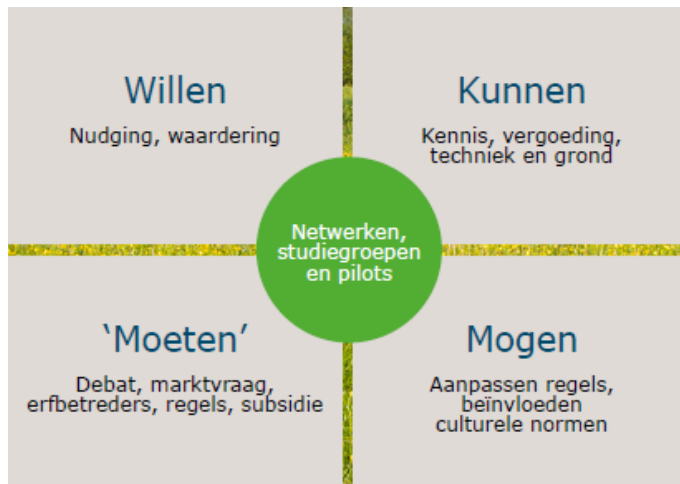 Willen
Nudging, waardering
Kunnen
Kennis, vergoeding,
techniek en grond
Netwerken,
studiegroepen
en pilots
‘Moeten’
Debat, marktvraag,
erfbetreders, regels, subsidie
Mogen
Aanpassen regels,
beïnvloeden
culturele normen